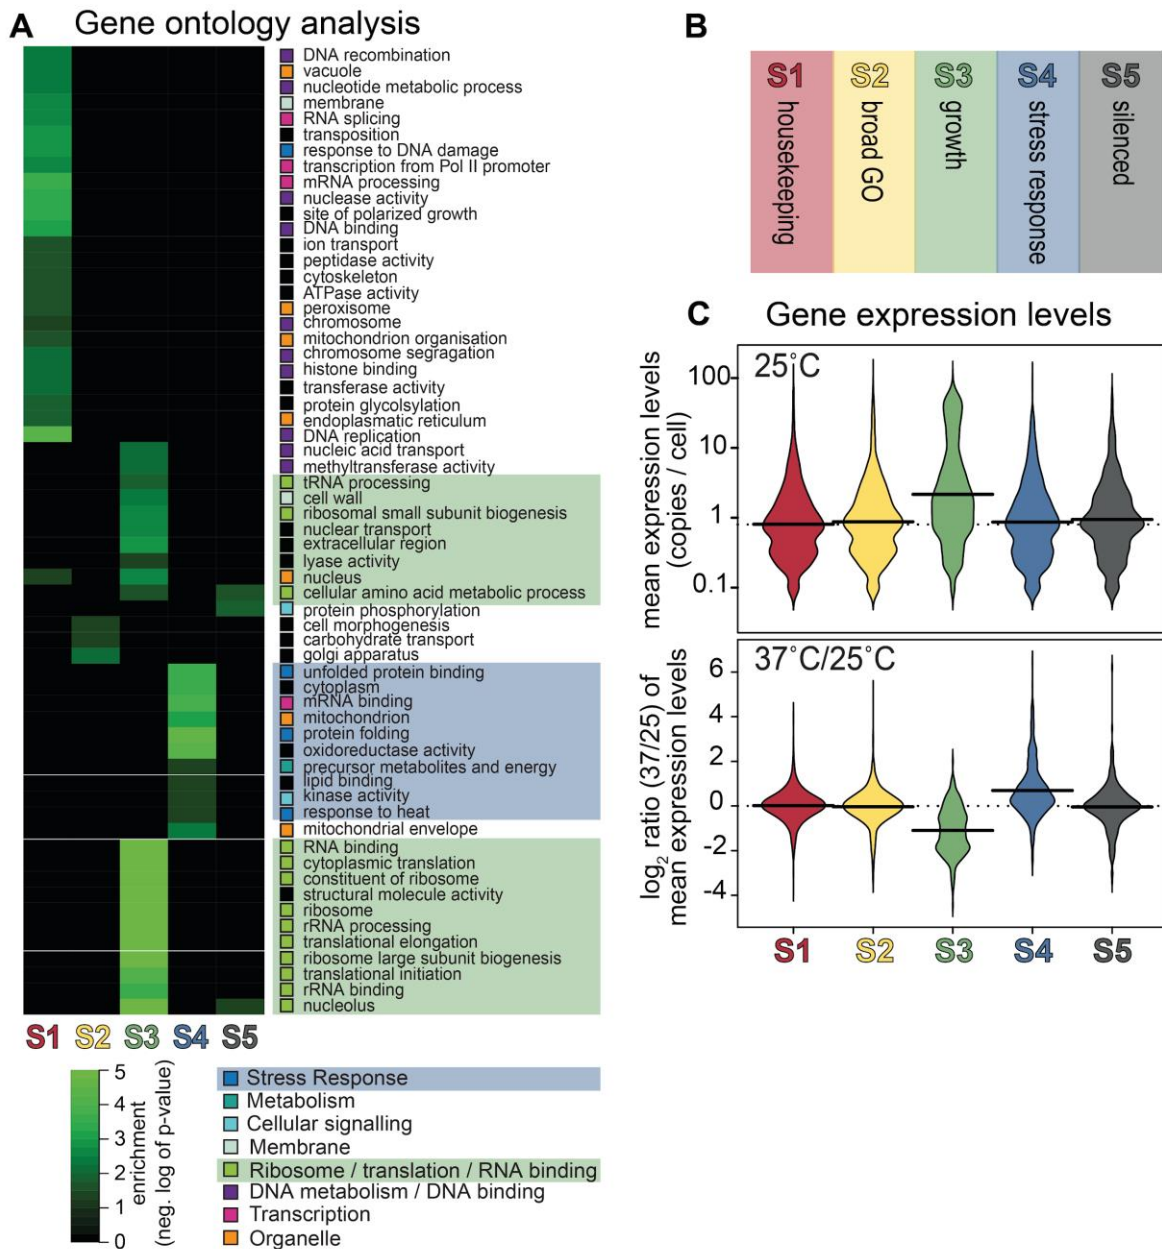 A Gene ontology analysis
DNA recombination
vacuole
nucleotide metabolic process
membrane
RNA splicing
transposition
response to DNA damage
transcription from Pol II promoter
mRNA processing
nuclease activity
site of polarized growth
DNA binding
ion transport
peptidase activity
cytoskeleton
ATPase activity
peroxisome
chromosome
mitochondrion organisation
chromosome segregation
histone binding
transferase activity
protein glycolsylation
endoplasmatic reticulum
DNA replication
nucleic acid transport
methyltransferase activity
tRNA processing
cell wall
ribosomal small subunit biogenesis
nuclear transport
extracellular region
lyase activity
nucleus
cellular amino acid metabolic process
protein phosphorylation
cell morphogenesis
carbohydrate transport
golgi apparatus
unfolded protein binding
cytoplasm
mRNA binding
mitochondrion
protein folding
oxidoreductase activity
precursor metabolites and energy
lipid binding
kinase activity
response to heat
mitochondrial envelope
RNA binding
cytoplasmic translation
constituent of ribosome
structural molecule activity
ribosome
rRNA processing
translational elongation
ribosome large subunit biogenesis
translational initiation
rRNA binding
nucleolus
S1 S2 S3 S4 S5
5
4
3
2
1
0
enrichment
(neg. log of p-value)
Stress Response
Metabolism
Cellular signalling
Membrane
Ribosome / translation / RNA binding
DNA metabolism / DNA binding
Transcription
Organelle
B
S1 S2 S3 S4 S5
housekeeping
broad GO
growth
stress response
silenced
C Gene expression levels
mean expression levels
(copies / cell)
25°C
100
10
1
0.1
log2 ratio (37/25) of
mean expression levels
37°C/25°C
6
4
2
0
-2
-4
S1 S2 S3 S4 S5